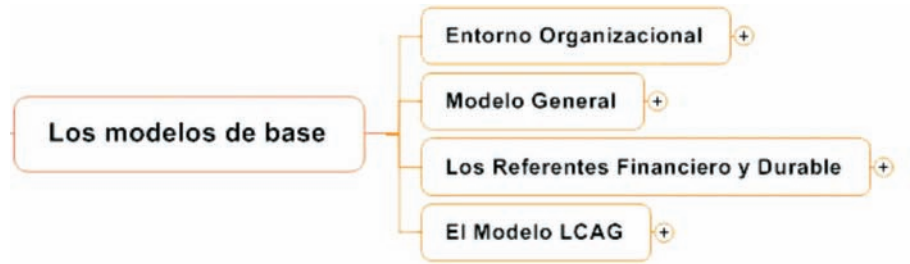 Entorno Organizacional
Modelo General
Los modelos de base
Los Referentes Financiero y Durable
El Modelo LCAG